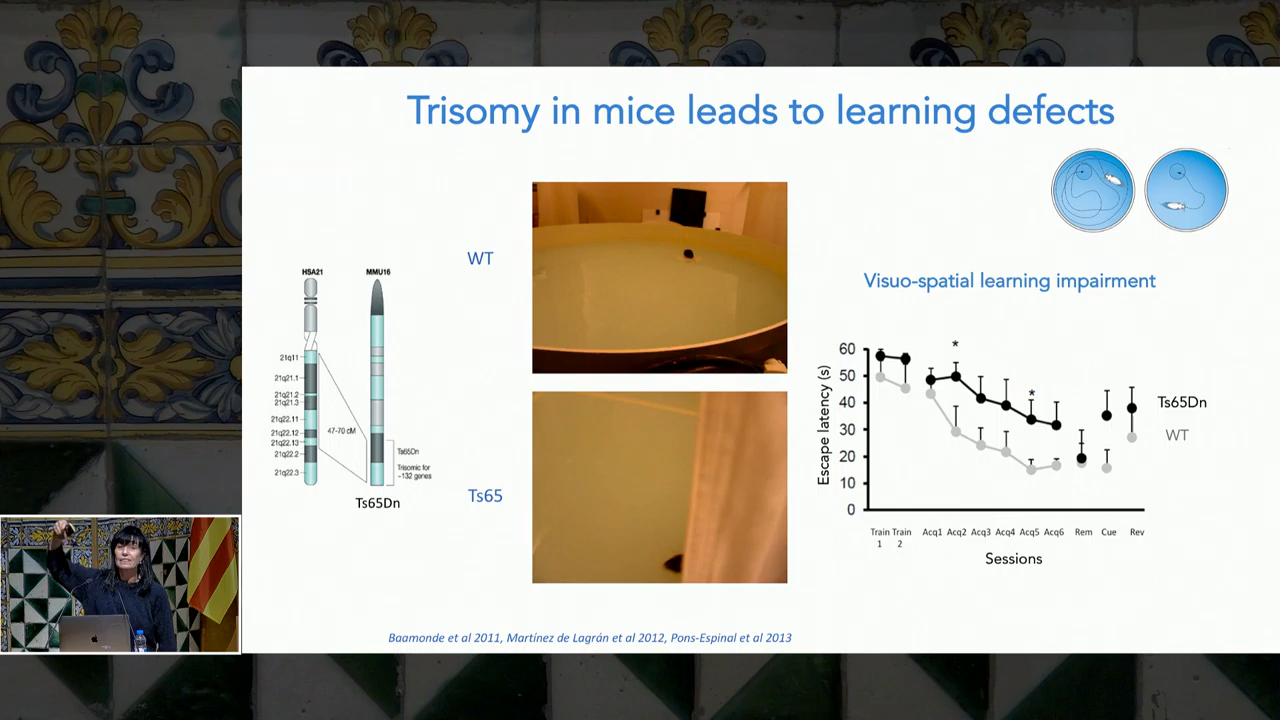 Trisomy in mice leads to learning defects
WT
Visuo-spatial learning impairment
HSA21
MMU16
21q11
21q21.1
21q21.2
21q21.3
21q22.11
21q22.12
21q22.13
21q22.2
21q22.3
47-70 cM
Ts65Dn
Trisomic for
~132 genes
Ts65Dn
Ts65
Escape latency (s)
60
50
40
30
20
10
0
*
*
Ts65Dn
WT
Train 1
Train 2
Acq1
Acq2
Acq3
Acq4
Acq5
Acq6
Rem
Cue
Rev
Sessions
Baamonde et al 2011, Martínez de Lagrán et al 2012, Pons-Espinal et al 2013